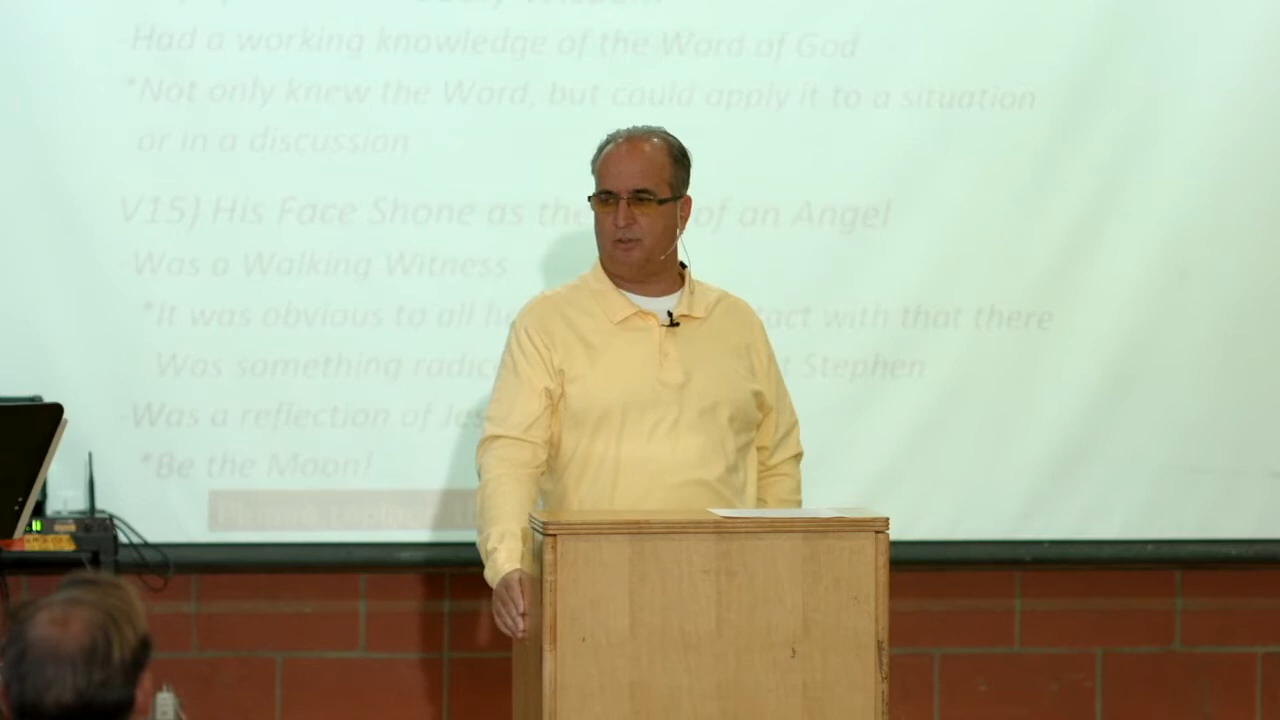 -Had a working knowledge of the Word of God
*Not only knew the Word, but could apply it to a situation
or in a discussion
V15) His Face Shone as the of an Angel
-Was a Walking Witness
*It was obvious to all with that there
Was something Stephen
-Was a reflection of
*Be the Moon!